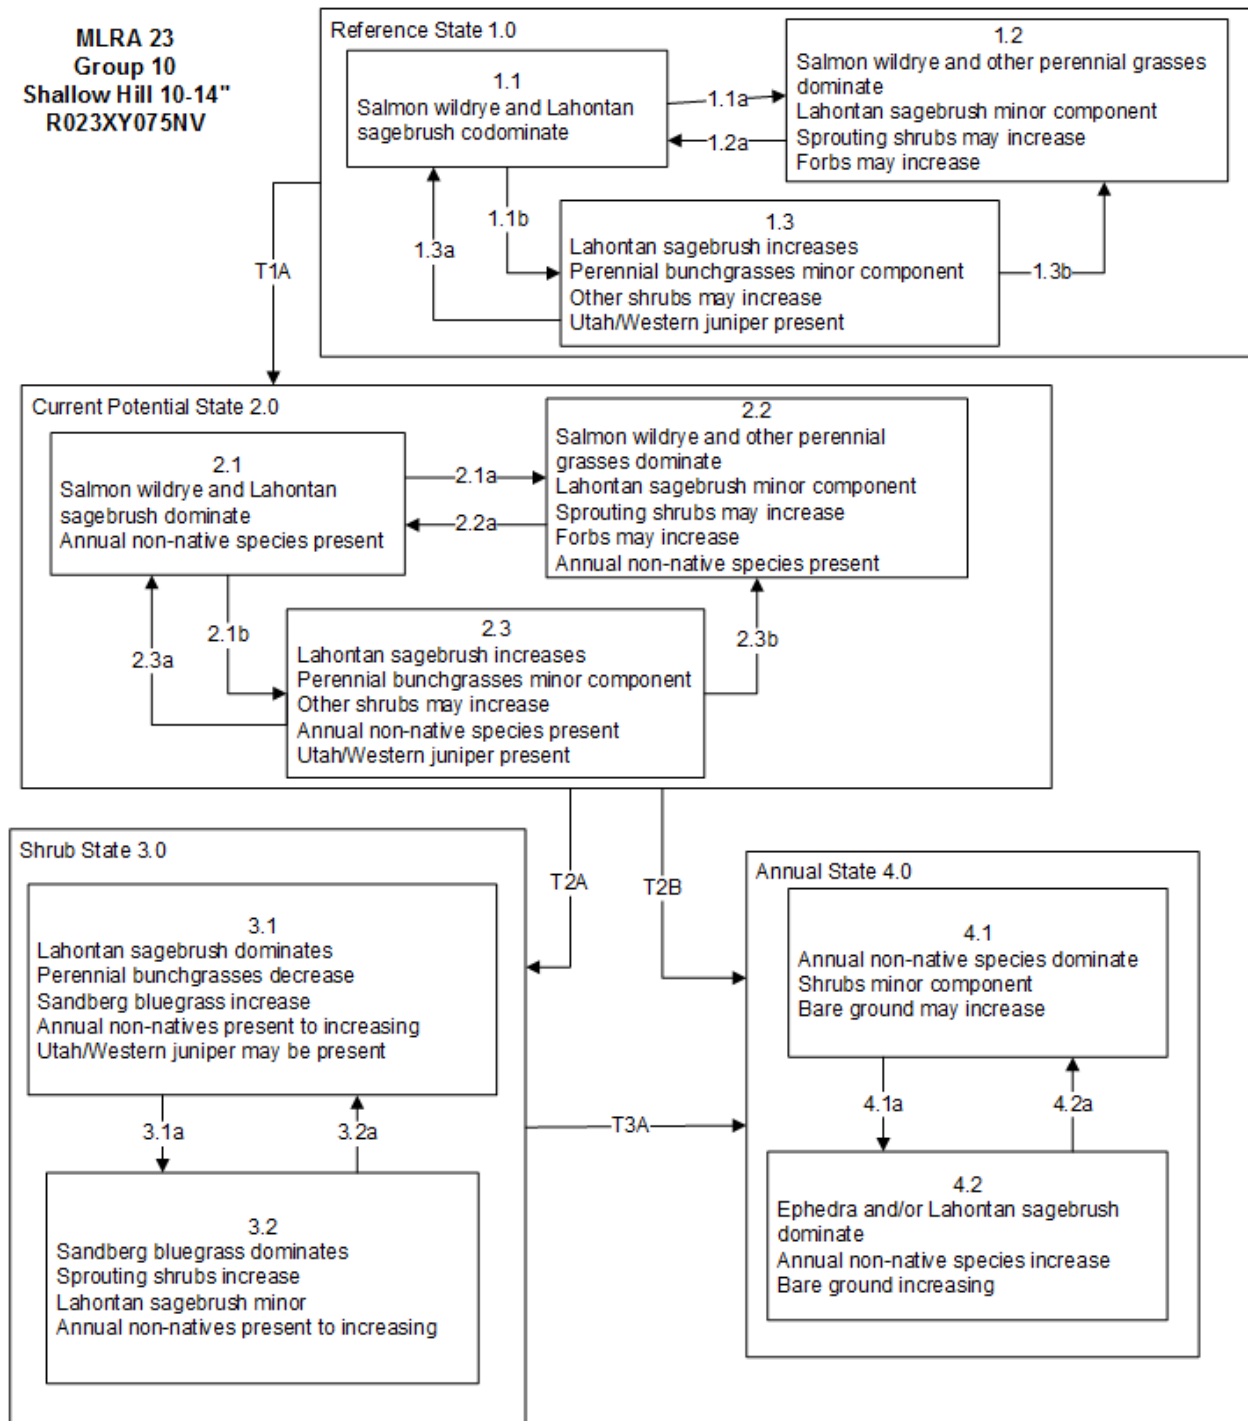 MLRA 23
Group 10
Shallow Hill 10-14"
R023XY075NV
Reference State 1.0
1.1
Salmon wildrye and Lahontan
sagebrush codominate
1.1a
1.2a
1.2
Salmon wildrye and other perennial grasses
dominate
Lahontan sagebrush minor component
Sprouting shrubs may increase
Forbs may increase
1.1b
1.3a
1.3
Lahontan sagebrush increases
Perennial bunchgrasses minor component
Other shrubs may increase
Utah/Western juniper present
1.3b
T1A
Current Potential State 2.0
2.1
Salmon wildrye and Lahontan
sagebrush dominate
Annual non-native species present
2.1a
2.2a
2.2
Salmon wildrye and other perennial
grasses dominate
Lahontan sagebrush minor component
Sprouting shrubs may increase
Forbs may increase
Annual non-native species present
2.1b
2.3a
2.3
Lahontan sagebrush increases
Perennial bunchgrasses minor component
Other shrubs may increase
Annual non-native species present
Utah/Western juniper present
2.3b
T2A
T2B
Shrub State 3.0
3.1
Lahontan sagebrush dominates
Perennial bunchgrasses decrease
Sandberg bluegrass increase
Annual non-natives present to increasing
Utah/Western juniper may be present
3.1a
3.2a
3.2
Sandberg bluegrass dominates
Sprouting shrubs increase
Lahontan sagebrush minor
Annual non-natives present to increasing
T3A
Annual State 4.0
4.1
Annual non-native species dominate
Shrubs minor component
Bare ground may increase
4.1a
4.2a
4.2
Ephedra and/or Lahontan sagebrush
dominate
Annual non-native species increase
Bare ground increasing